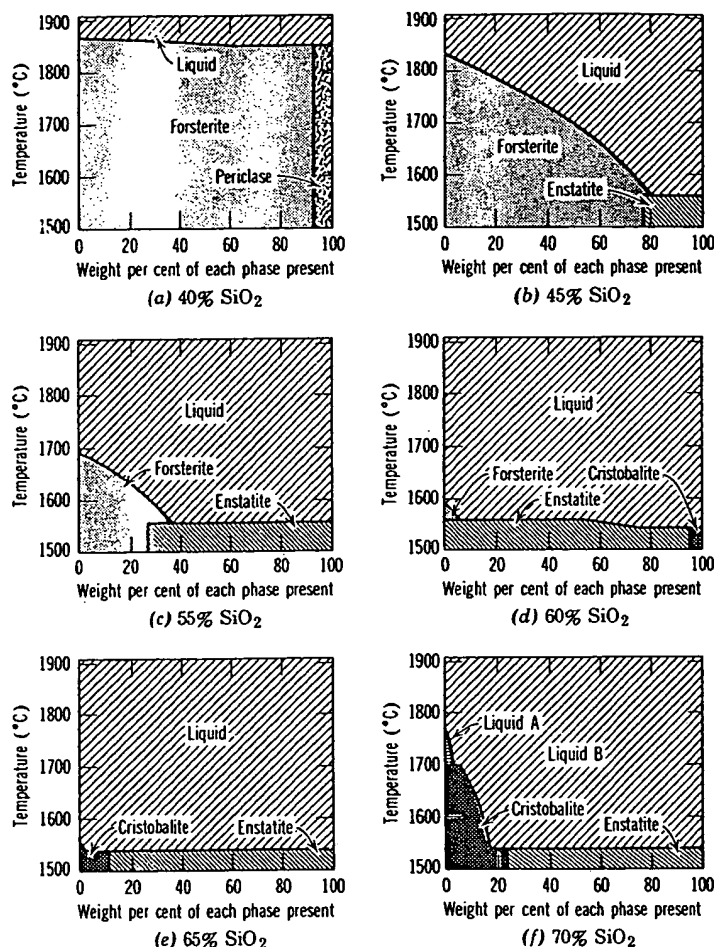 1900
1800
1700
1600
1500
Temperature (°C)
Liquid
Forsterite
Periclase
0 20 40 60 80 100
Weight per cent of each phase present
(a) 40% SiO₂
1900
1800
1700
1600
1500
Temperature (°C)
Liquid
Forsterite
Enstatite
0 20 40 60 80 100
Weight per cent of each phase present
(b) 45% SiO₂
1900
1800
1700
1600
1500
Temperature (°C)
Liquid
Forsterite
Enstatite
0 20 40 60 80 100
Weight per cent of each phase present
(c) 55% SiO₂
1900
1800
1700
1600
1500
Temperature (°C)
Liquid
Forsterite Cristobalite
Enstatite
0 20 40 60 80 100
Weight per cent of each phase present
(d) 60% SiO₂
1900
1800
1700
1600
1500
Temperature (°C)
Liquid
Cristobalite Enstatite
0 20 40 60 80 100
Weight per cent of each phase present
(e) 65% SiO₂
1900
1800
1700
1600
1500
Temperature (°C)
Liquid A
Liquid B
Cristobalite
Enstatite
0 20 40 60 80 100
Weight per cent of each phase present
(f) 70% SiO₂